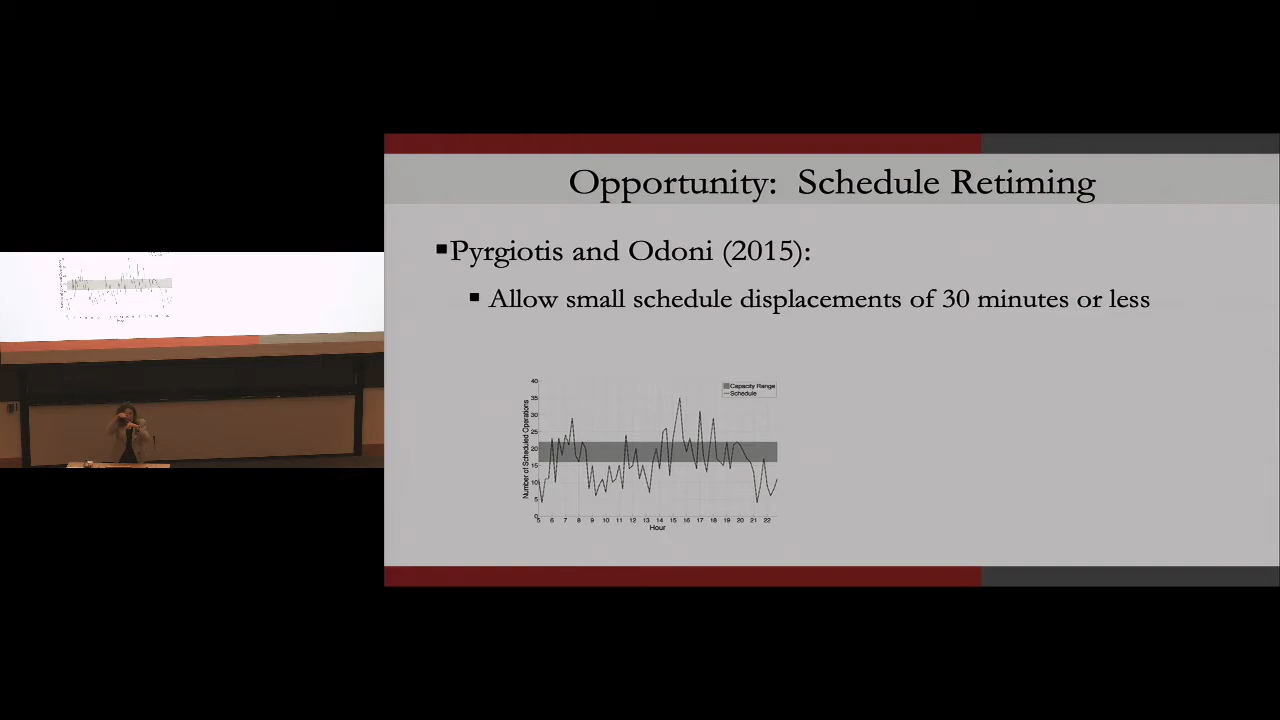 Opportunity: Schedule Retiming
Pyrgiotis and Odoni (2015):
Allow small schedule displacements of 30 minutes or less
Capacity Range
Schedule
Number of Scheduled Operations
40
35
30
25
20
15
10
5
0
5 6 7 8 9 10 11 12 13 14 15 16 17 18 19 20 21 22
Hour